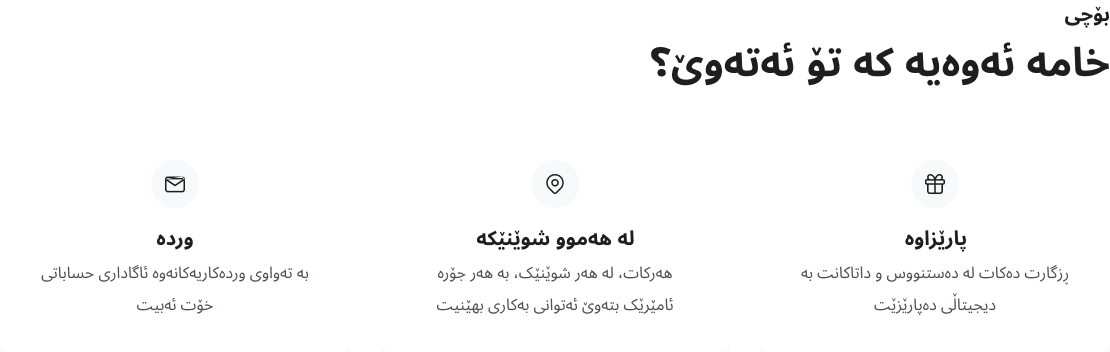 بۆچی
خامە ئەوەیە کە تۆ ئەتەوێ؟
پارێزاوە
ڕزگارت دەکات لە دەستنووس و داتاکانت بە
دیجیتاڵی دەپارێزێت
لە هەموو شوێنێکە
هەرکات، لە هەر شوێنێک، بە هەر جۆرە
ئامێرێک بتەوێ ئەتوانی بەکاری بهێنیت
وردە
بە تەواوی وردەکاریەکانەوە ئاگاداری حساباتی
خۆت ئەبیت